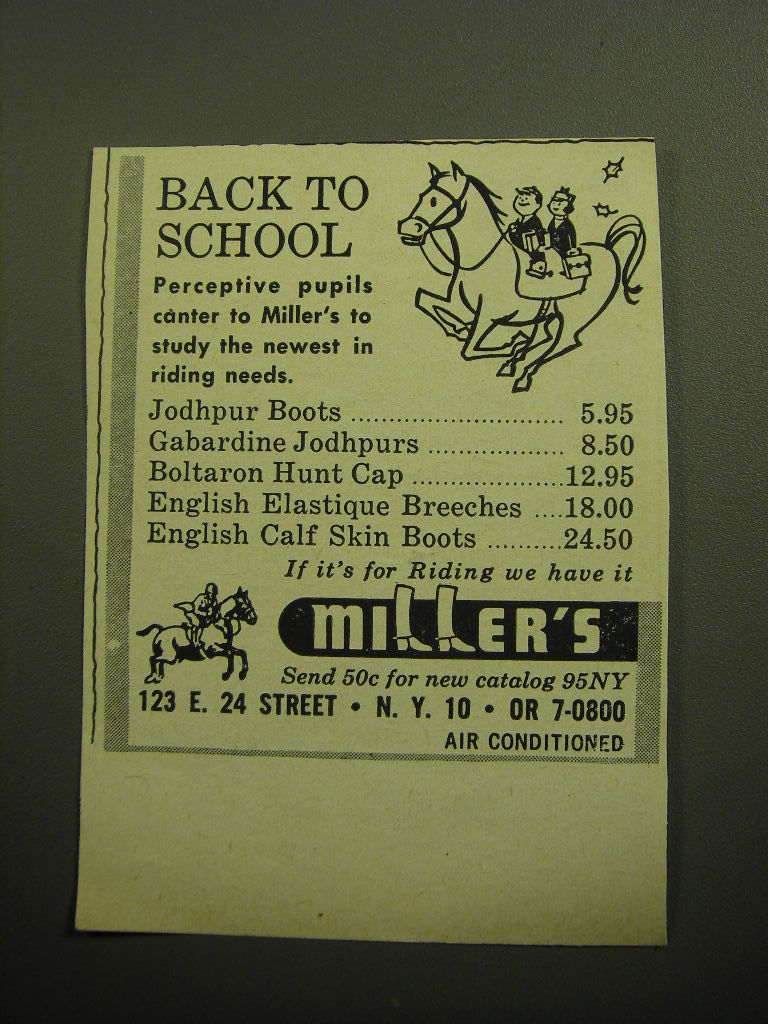 BACK TO
SCHOOL
Perceptive pupils
canter to Miller's to
study the newest in
riding needs.
Jodhpur Boots ........................... 5.95
Gabardine Jodhpurs .................. 8.50
Boltaron Hunt Cap ....................12.95
English Elastique Breeches ....18.00
English Calf Skin Boots ..........24.50
If it's for Riding we have it
MILLER'S
Send 50c for new catalog 95NY
123 E. 24 STREET • N. Y. 10 • OR 7-0800
AIR CONDITIONED